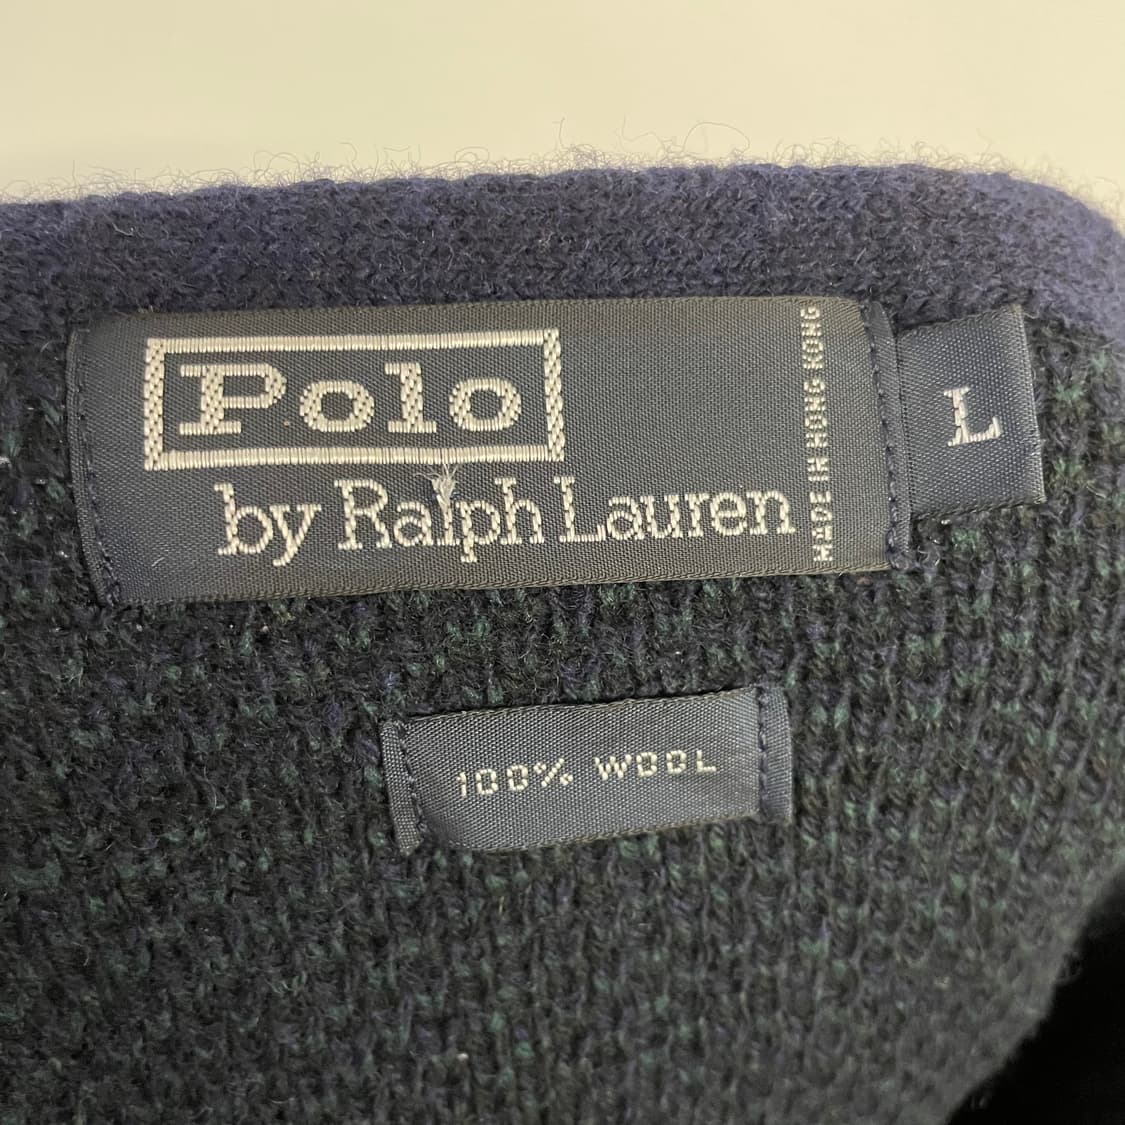 Polo
by Ralph Lauren
MADE IN HONG KONG
L
100% WOOL